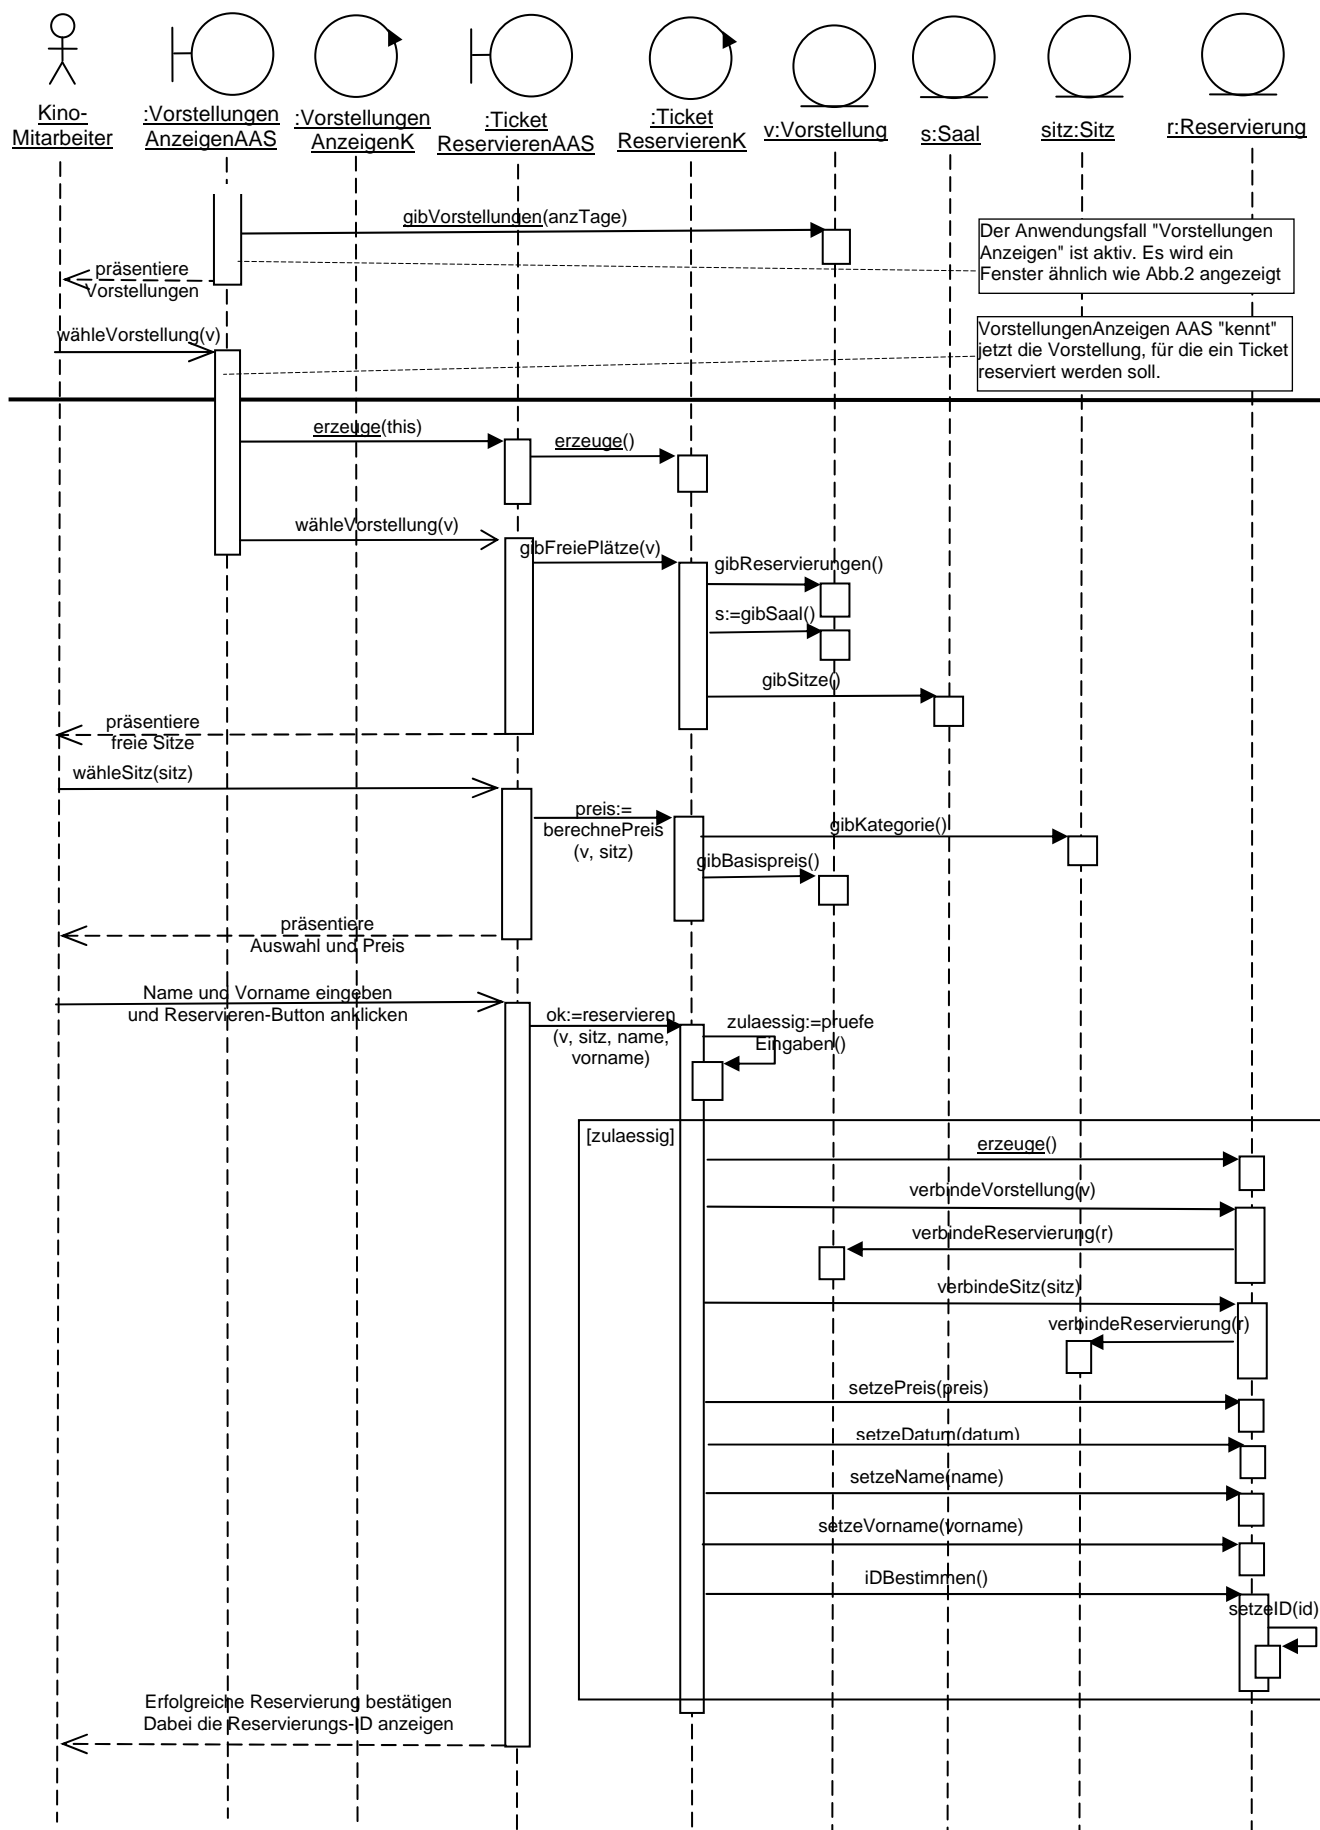 Kino-
Mitarbeiter
:Vorstellungen
AnzeigenAAS
:Vorstellungen
AnzeigenK
:Ticket
ReservierenAAS
:Ticket
ReservierenK
v:Vorstellung
s:Saal
sitz:Sitz
r:Reservierung
gibVorstellungen(anzTage)
Der Anwendungsfall "Vorstellungen
Anzeigen" ist aktiv. Es wird ein
Fenster ähnlich wie Abb.2 angezeigt
präsentiere
Vorstellungen
wähleVorstellung(v)
VorstellungenAnzeigen AAS "kennt"
jetzt die Vorstellung, für die ein Ticket
reserviert werden soll.
erzeuge(this)
erzeuge()
wähleVorstellung(v)
gibFreiePlätze(v)
gibReservierungen()
s:=gibSaal()
gibSitze()
präsentiere
freie Sitze
wähleSitz(sitz)
preis:=
berechnePreis
(v, sitz)
gibKategorie()
gibBasispreis()
präsentiere
Auswahl und Preis
Name und Vorname eingeben
und Reservieren-Button anklicken
ok:=reservieren
(v, sitz, name,
vorname)
zulaessig:=pruefe
Eingaben()
[zulaessig]
erzeuge()
verbindeVorstellung(v)
verbindeReservierung(r)
verbindeSitz(sitz)
verbindeReservierung(r)
setzePreis(preis)
setzeDatum(datum)
setzeName(name)
setzeVorname(vorname)
iDBestimmen()
setzeID(id)
Erfolgreiche Reservierung bestätigen
Dabei die Reservierungs-ID anzeigen